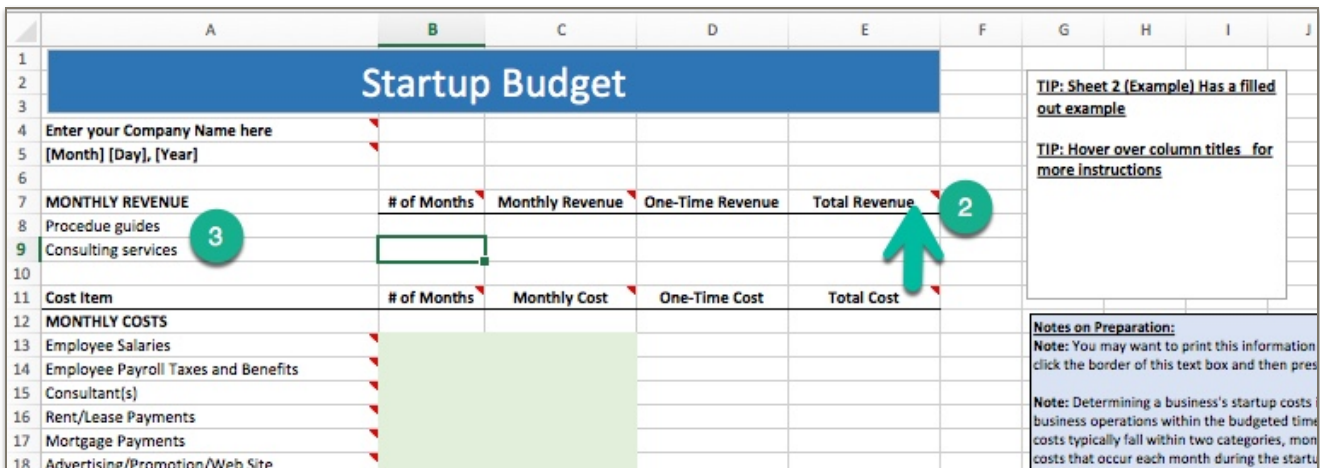 A B C D E F G H I J
1
2 Startup Budget
3
4 Enter your Company Name here
5 [Month] [Day], [Year]
6
7 MONTHLY REVENUE # of Months Monthly Revenue One-Time Revenue Total Revenue 2
8 Procedue guides
3
9 Consulting services
10
11 Cost Item # of Months Monthly Cost One-Time Cost Total Cost
12 MONTHLY COSTS
13 Employee Salaries
14 Employee Payroll Taxes and Benefits
15 Consultant(s)
16 Rent/Lease Payments
17 Mortgage Payments
18 Advertising/Promotion/Web Site
TIP: Sheet 2 (Example) Has a filled
out example
TIP: Hover over column titles for
more instructions
Notes on Preparation:
Note: You may want to print this information
click the border of this text box and then pres
Note: Determining a business's startup costs i
business operations within the budgeted time
costs typically fall within two categories, mon
costs that occur each month during the startu